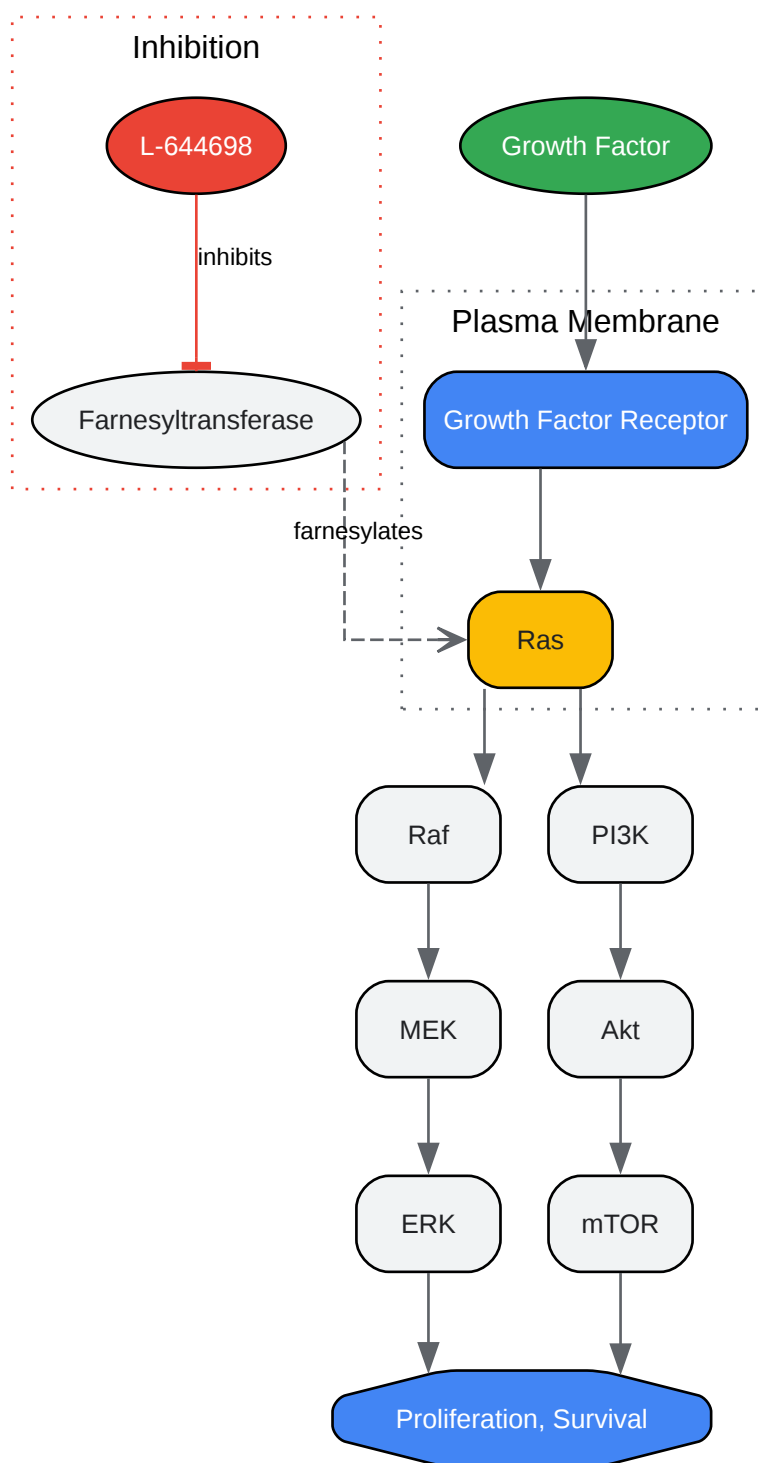 Inhibition
L-644698
Growth Factor
inhibits
Plasma Membrane
Farnesyltransferase
Growth Factor Receptor
farnesylates
Ras
Raf
PI3K
MEK
Akt
ERK
mTOR
Proliferation, Survival